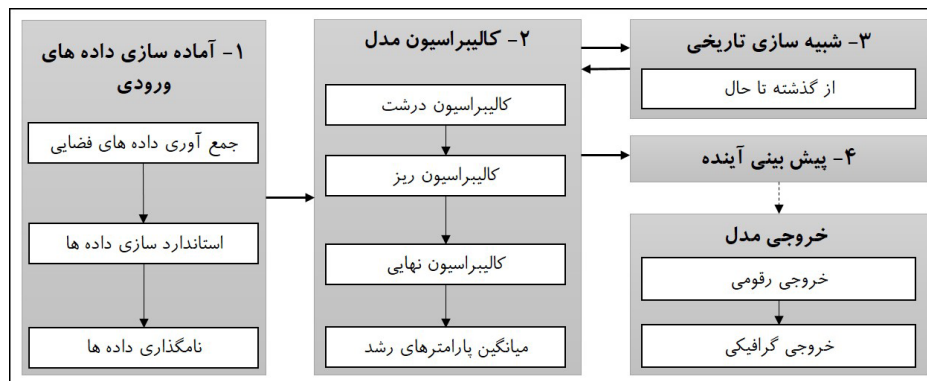 ۱- آماده سازی داده های
ورودی
جمع آوری داده های فضایی
استاندارد سازی داده ها
نامگذاری داده ها
۲- کالیبراسیون مدل
کالیبراسیون درشت
کالیبراسیون ریز
کالیبراسیون نهایی
میانگین پارامترهای رشد
۳- شبیه سازی تاریخی
از گذشته تا حال
۴- پیش بینی آینده
خروجی مدل
خروجی رقومی
خروجی گرافیکی